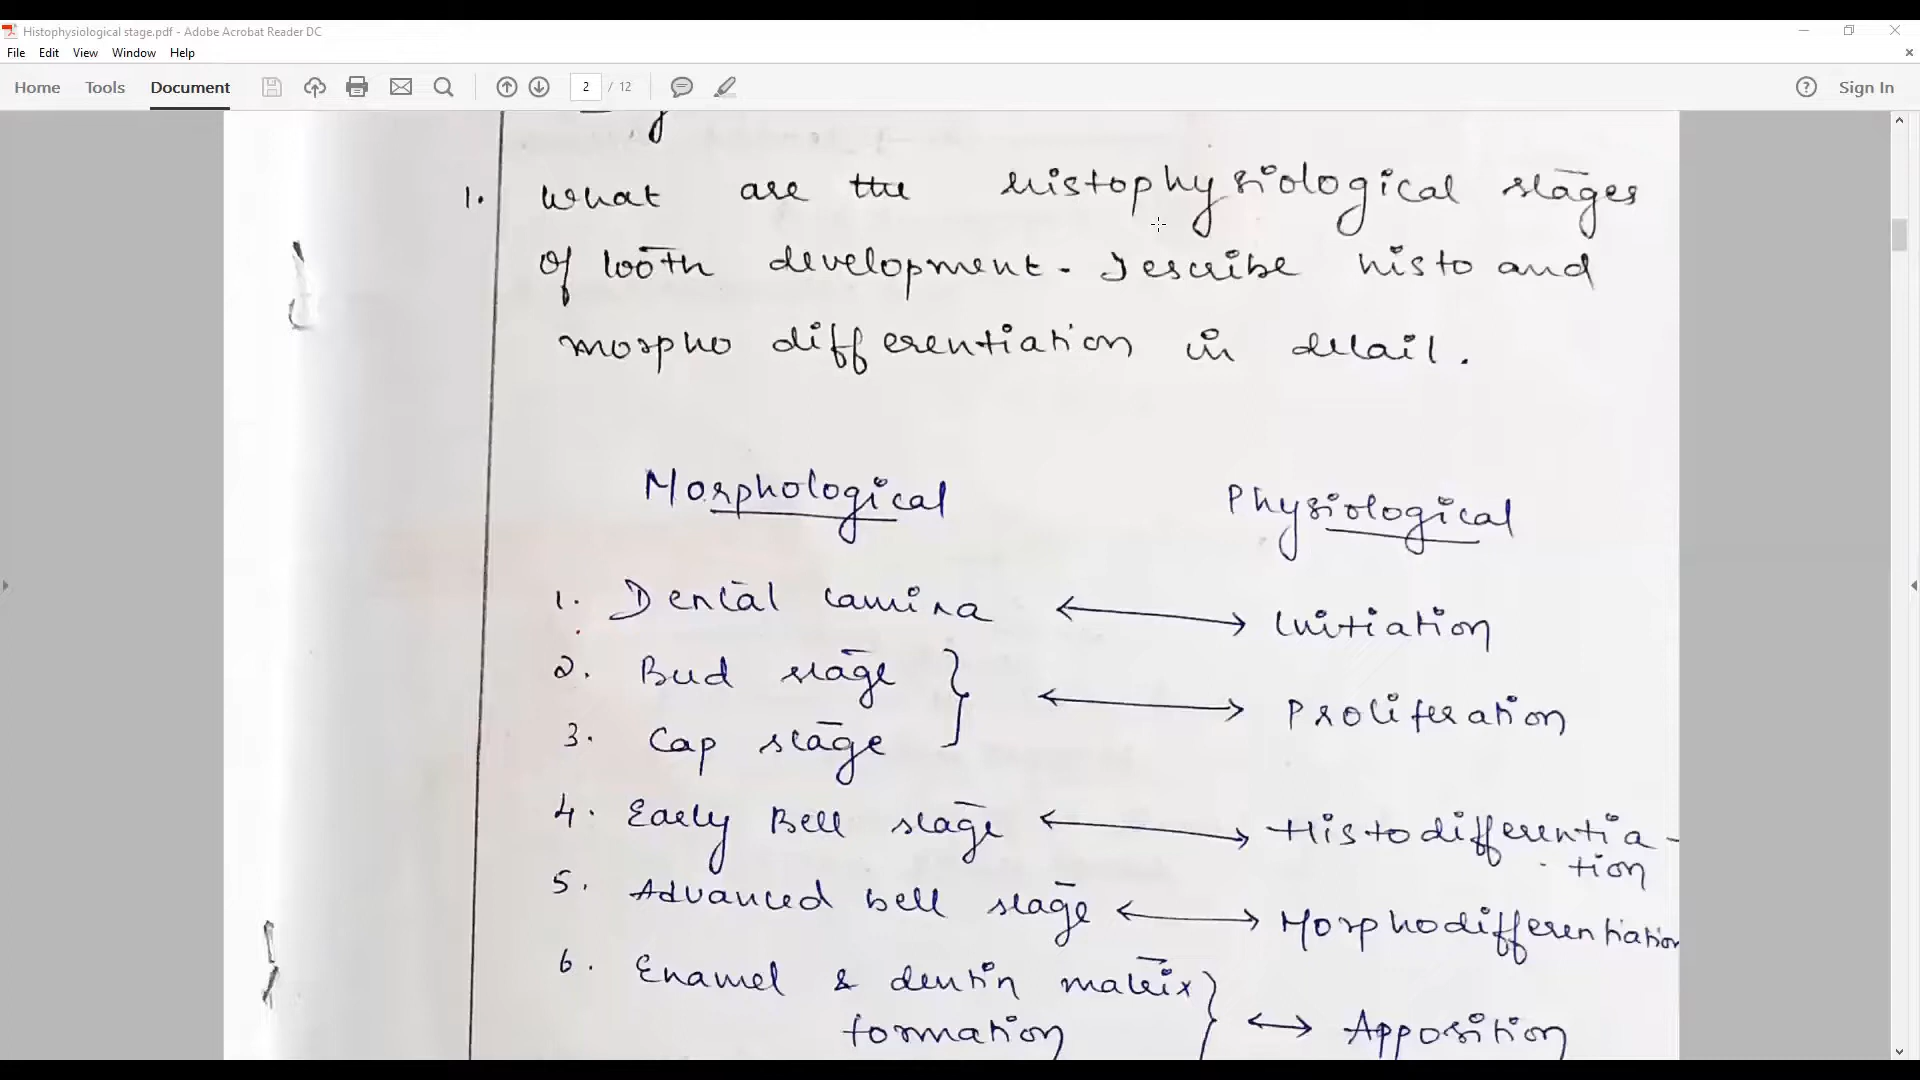 Histophysiological stage.pdf - Adobe Acrobat Reader DC
File Edit View Window Help
Home Tools Document 2 / 12 Sign In
1. What are the histophysiological stages
of tooth development. Describe histo and
morpho differentiation in detail.
Morphological Physiological
1. Dental lamina Initiation
2. Bud stage Proliferation
3. Cap stage
4. Early Bell stage Histodifferentia-
tion
5. Advanced bell stage Morphodifferentiation
6. Enamel & dentin matrix
formation Apposition